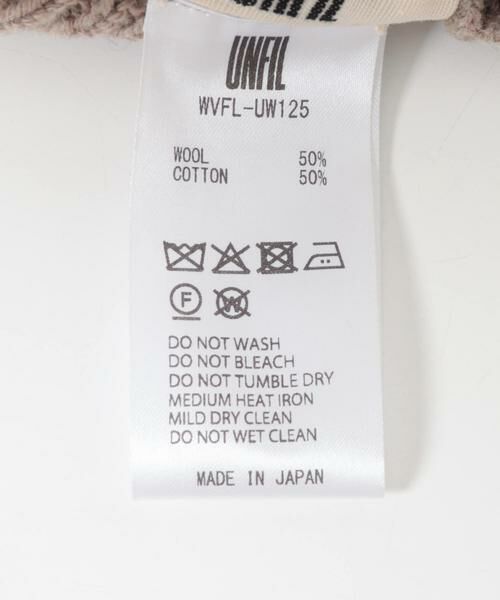 UNFIL
WVFL-UW125
WOOL 50%
COTTON 50%
F W
DO NOT WASH
DO NOT BLEACH
DO NOT TUMBLE DRY
MEDIUM HEAT IRON
MILD DRY CLEAN
DO NOT WET CLEAN
MADE IN JAPAN